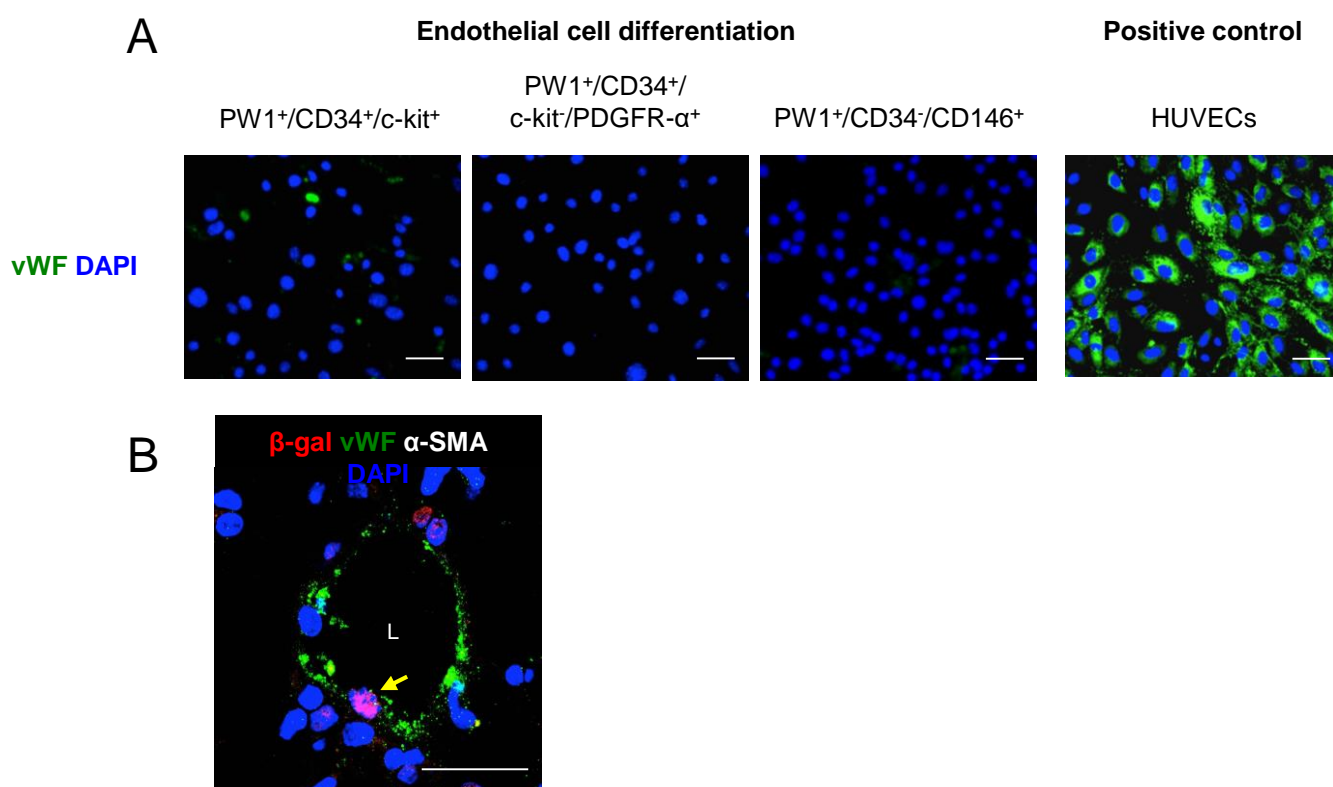 A
Endothelial cell differentiation
Positive control
PW1⁺/CD34⁺/c-kit⁺
PW1⁺/CD34⁺/
c-kit⁻/PDGFR-α⁺
PW1⁺/CD34⁻/CD146⁺
HUVECs
vWF DAPI
B
β-gal vWF α-SMA
DAPI
L